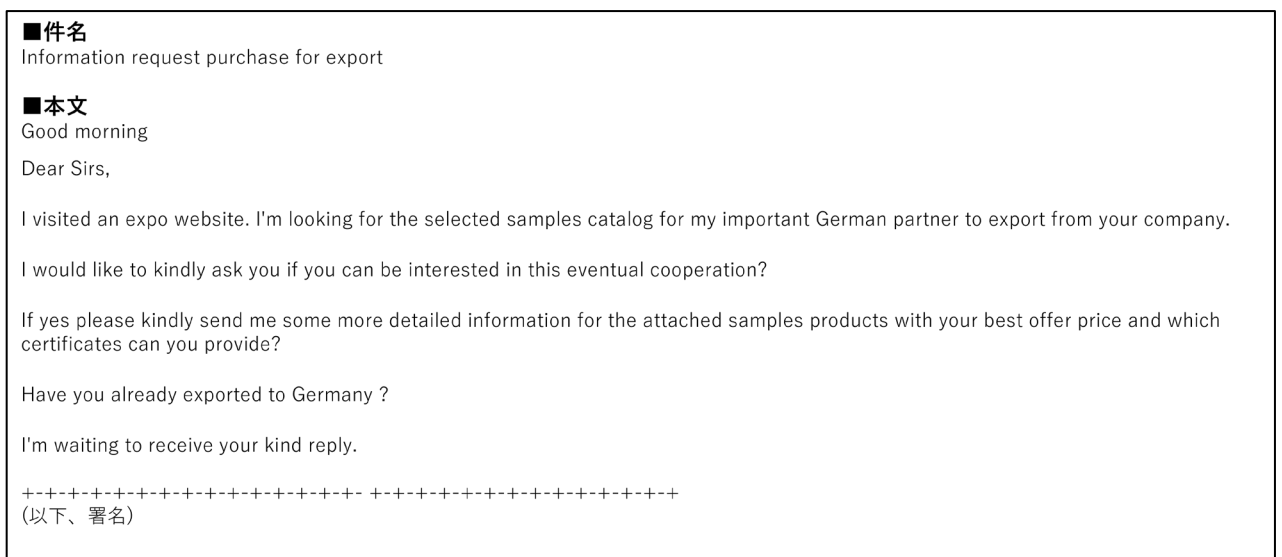 ■件名
Information request purchase for export
■本文
Good morning
Dear Sirs,
I visited an expo website. I'm looking for the selected samples catalog for my important German partner to export from your company.
I would like to kindly ask you if you can be interested in this eventual cooperation?
If yes please kindly send me some more detailed information for the attached samples products with your best offer price and which
certificates can you provide?
Have you already exported to Germany ?
I'm waiting to receive your kind reply.
+-+-+-+-+-+-+-+-+-+-+-+-+-+-+- +-+-+-+-+-+-+-+-+-+-+-+-+-+
(以下、署名)